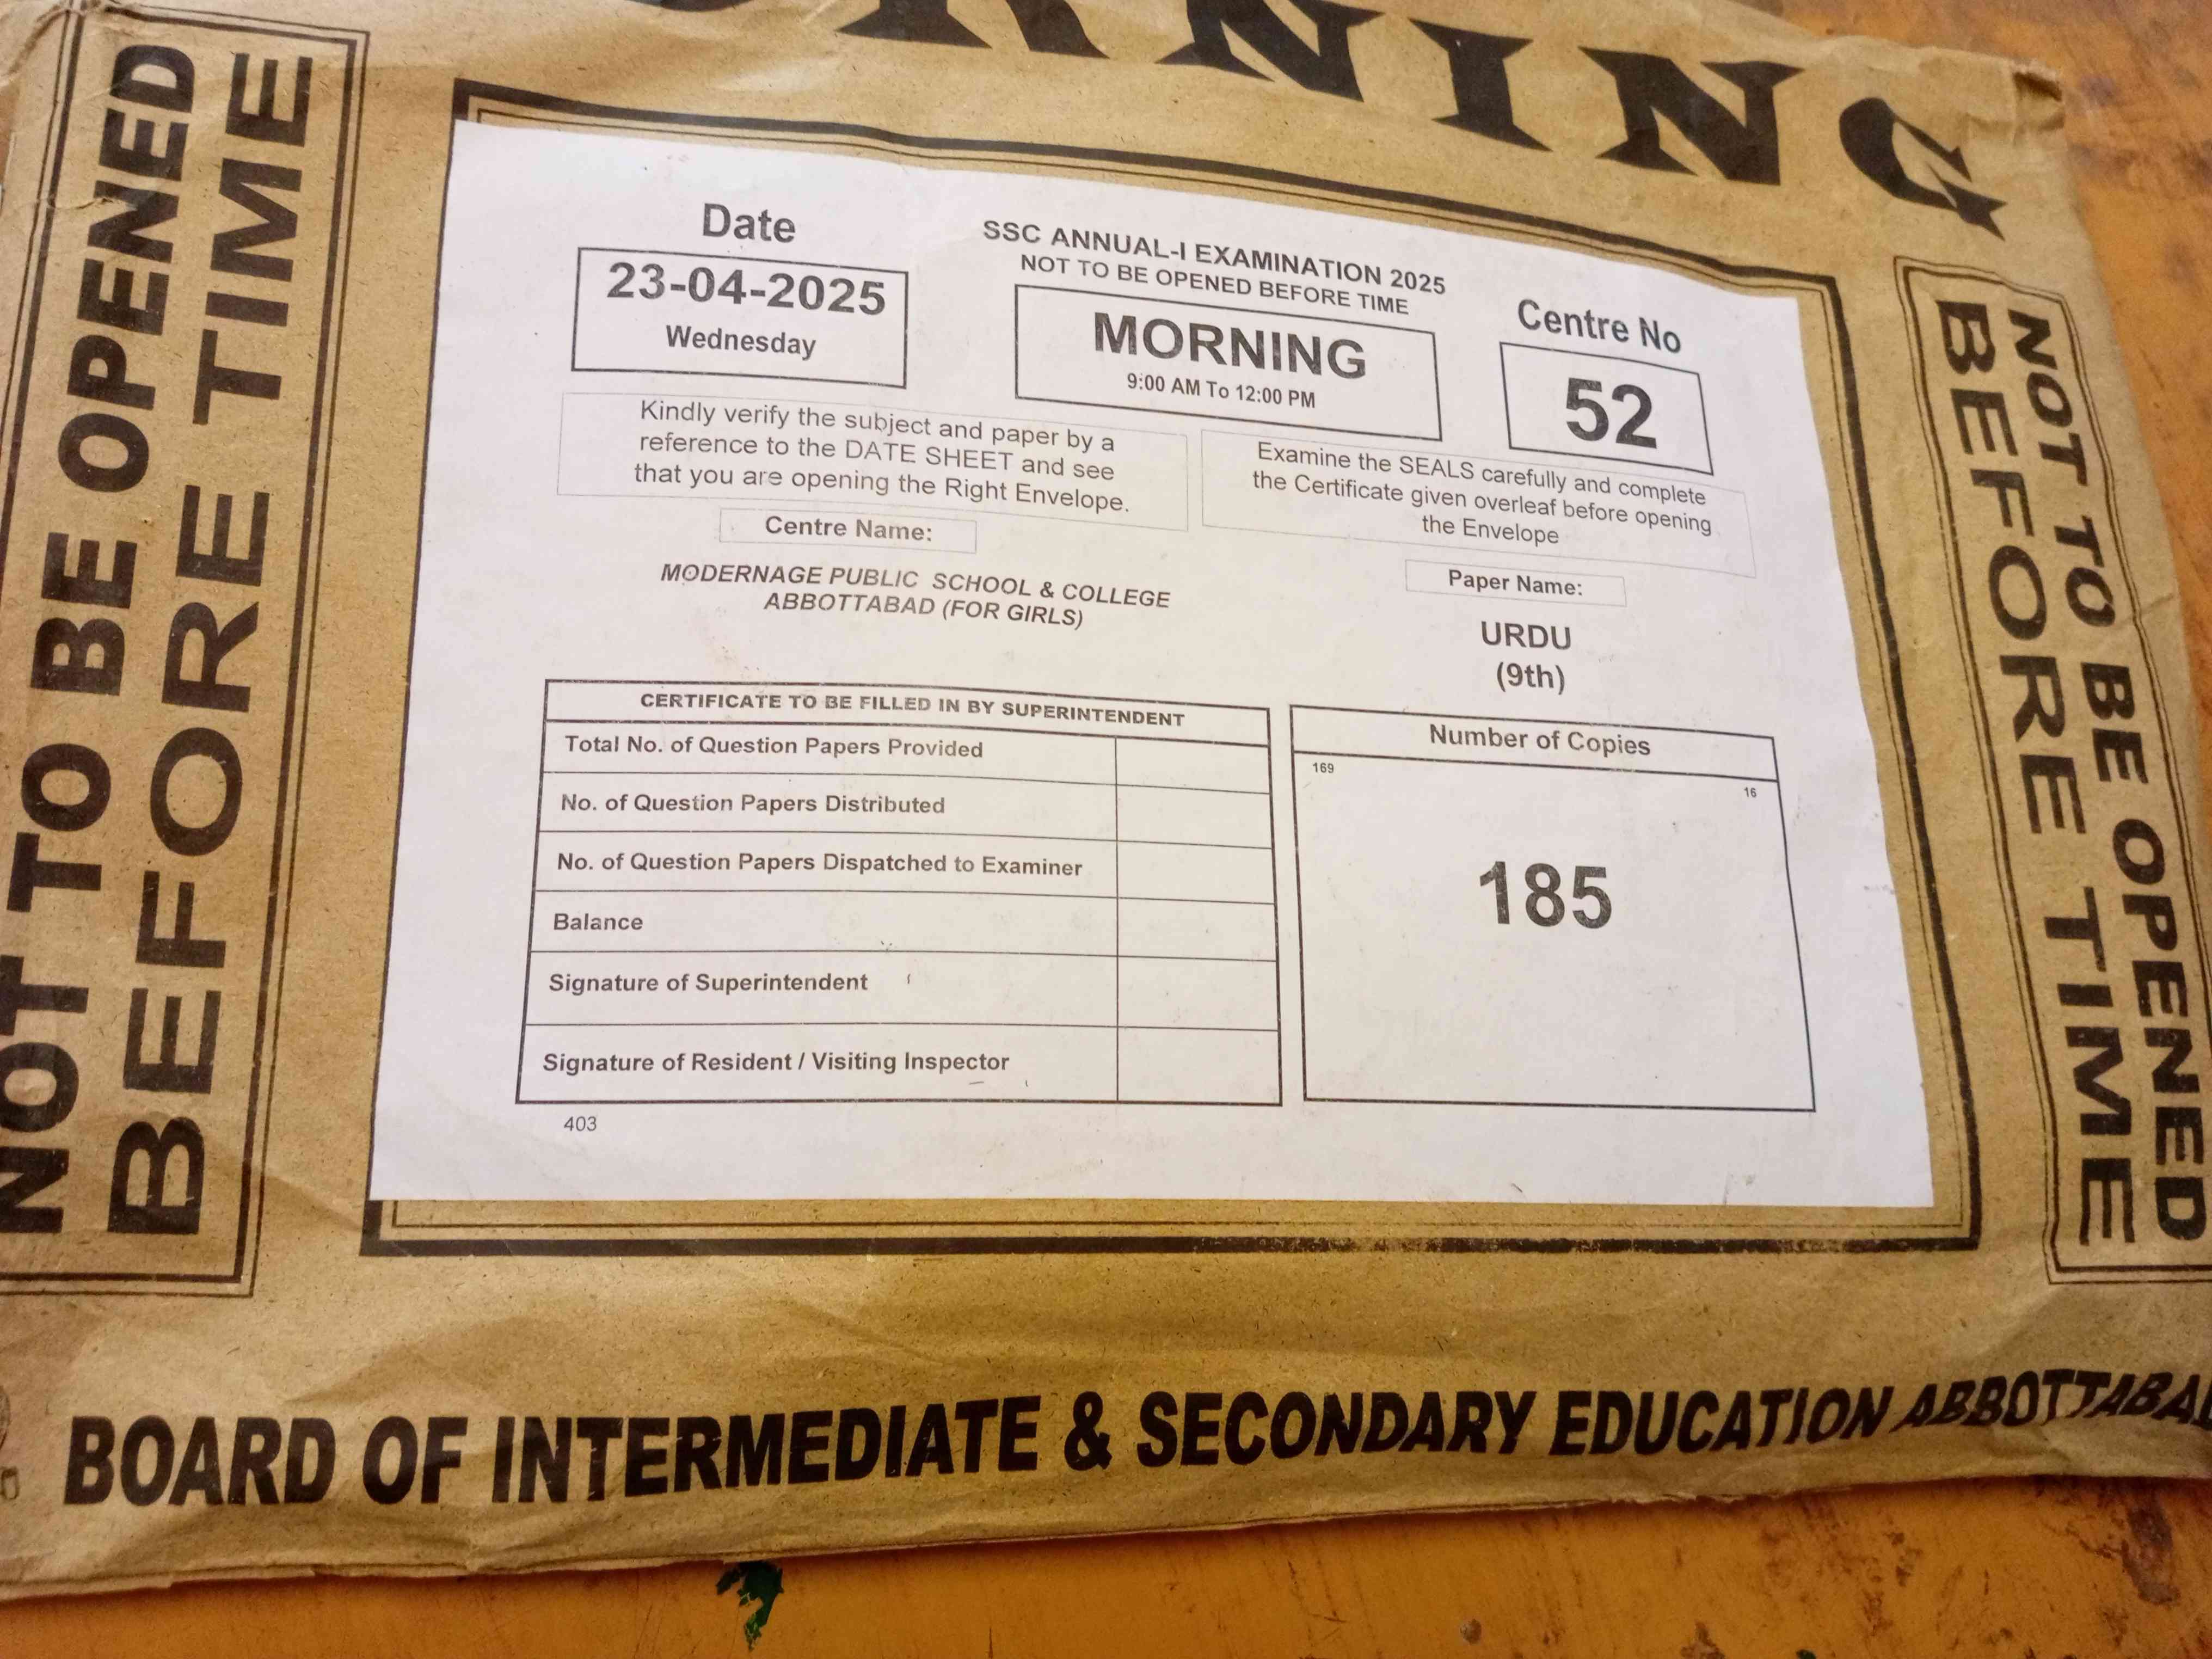 NOT TO BE OPENED
BEFORE TIME
Date
23-04-2025
Wednesday
SSC ANNUAL-I EXAMINATION 2025
NOT TO BE OPENED BEFORE TIME
MORNING
9:00 AM To 12:00 PM
Centre No
52
Kindly verify the subject and paper by a
reference to the DATE SHEET and see
that you are opening the Right Envelope.
Examine the SEALS carefully and complete
the Certificate given overleaf before opening
the Envelope
Centre Name:
MODERNAGE PUBLIC SCHOOL & COLLEGE
ABBOTTABAD (FOR GIRLS)
Paper Name:
URDU
(9th)
CERTIFICATE TO BE FILLED IN BY SUPERINTENDENT
Total No. of Question Papers Provided
No. of Question Papers Distributed
No. of Question Papers Dispatched to Examiner
Balance
Signature of Superintendent
Signature of Resident / Visiting Inspector
Number of Copies
169
16
185
403
NOT TO BE OPENED
BEFORE TIME
BOARD OF INTERMEDIATE & SECONDARY EDUCATION